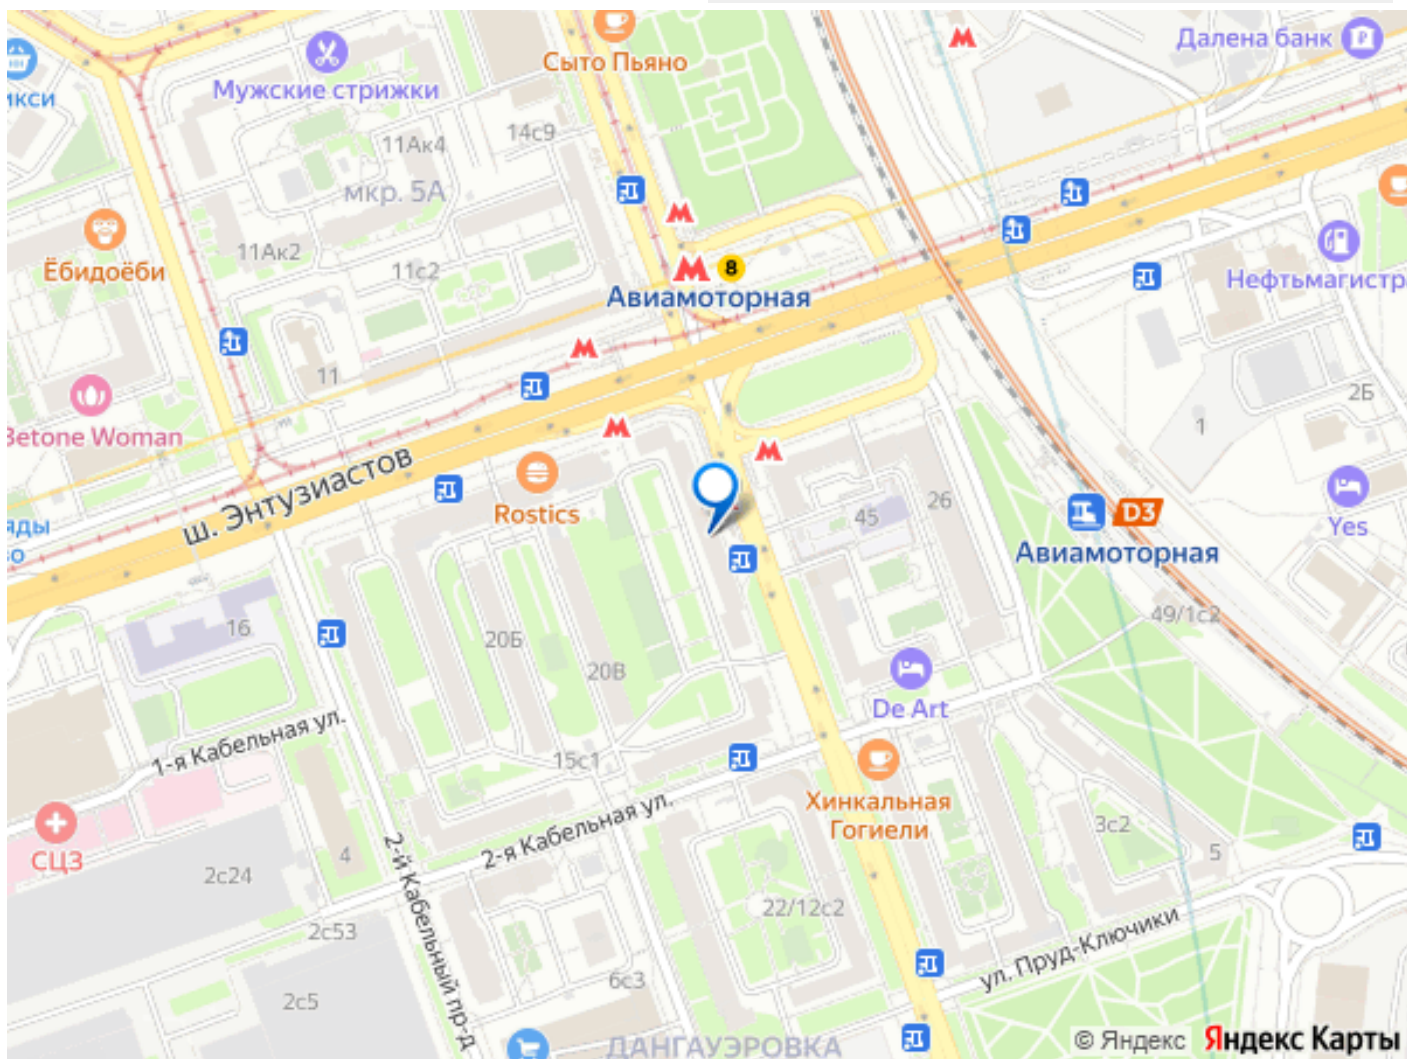 Далена банк
Сыто Пьяно
икси
Мужские стрижки
14с9
11Ак4
мкр. 5А
11Ак2
11с2
Ёбидоёби
8
Авиамоторная
Нефтьмагистр
11
2Б
1
Betone Woman
ш. Энтузиастов
Rostics
26
45
D3
Авиамоторная
Yes
яды
о
49/1с2
16
20Б
20В
De Art
1-я Кабельная ул.
15с1
Хинкальная
Гогиели
2-я Кабельная ул.
3с2
5
СЦЗ
4
2с24
2-й Кабельный пр-д
22/12с2
2с53
ул. Пруд-Ключики
6с3
2с5
ДАНГАУЭРОВКА
© Яндекс Яндекс Карты